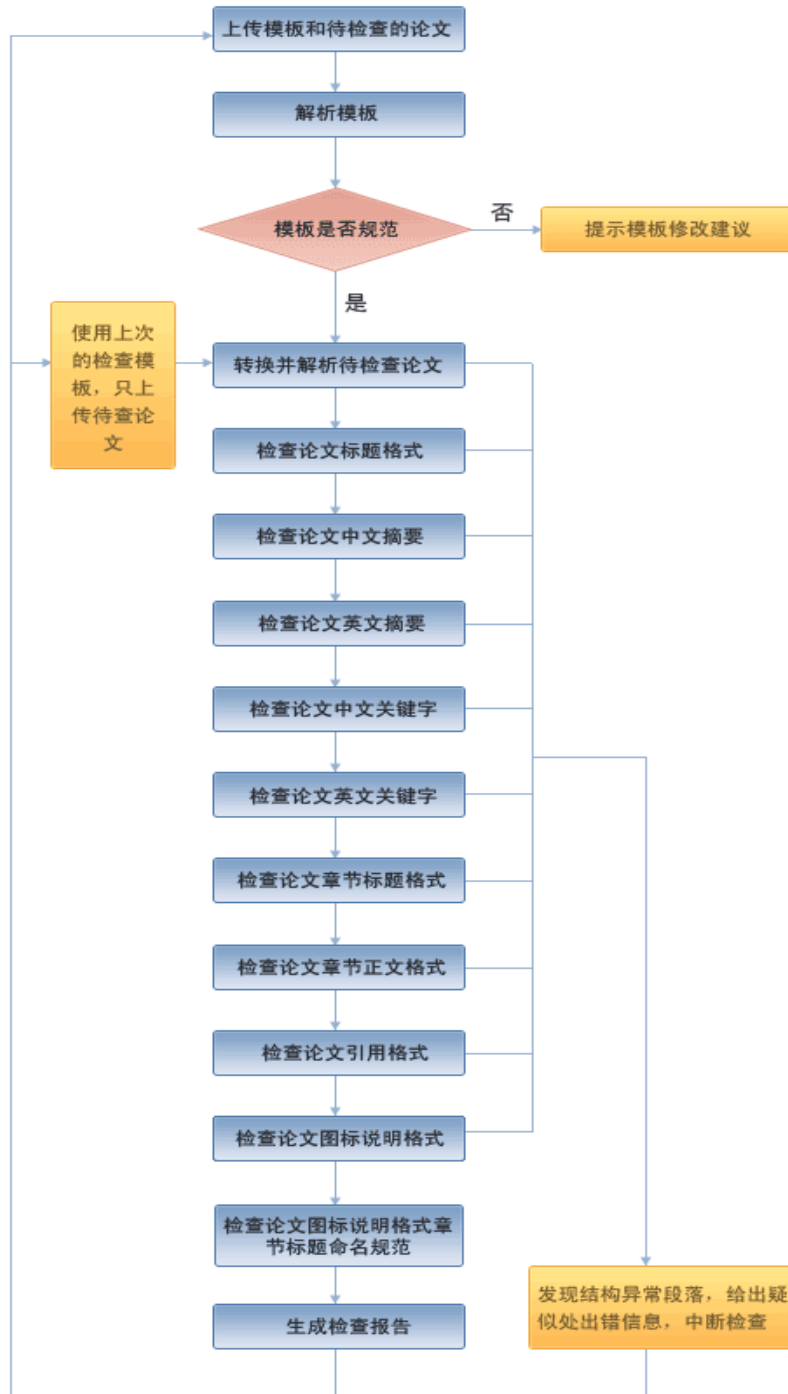 上传模板和待检查的论文
解析模板
模板是否规范
否
提示模板修改建议
是
使用上次
的检查模
板，只上
传待查论
文
转换并解析待检查论文
检查论文标题格式
检查论文中文摘要
检查论文英文摘要
检查论文中文关键字
检查论文英文关键字
检查论文章节标题格式
检查论文章节正文格式
检查论文引用格式
检查论文图标说明格式
检查论文图标说明格式章
节标题命名规范
发现结构异常段落，给出疑
似处出错信息，中断检查
生成检查报告